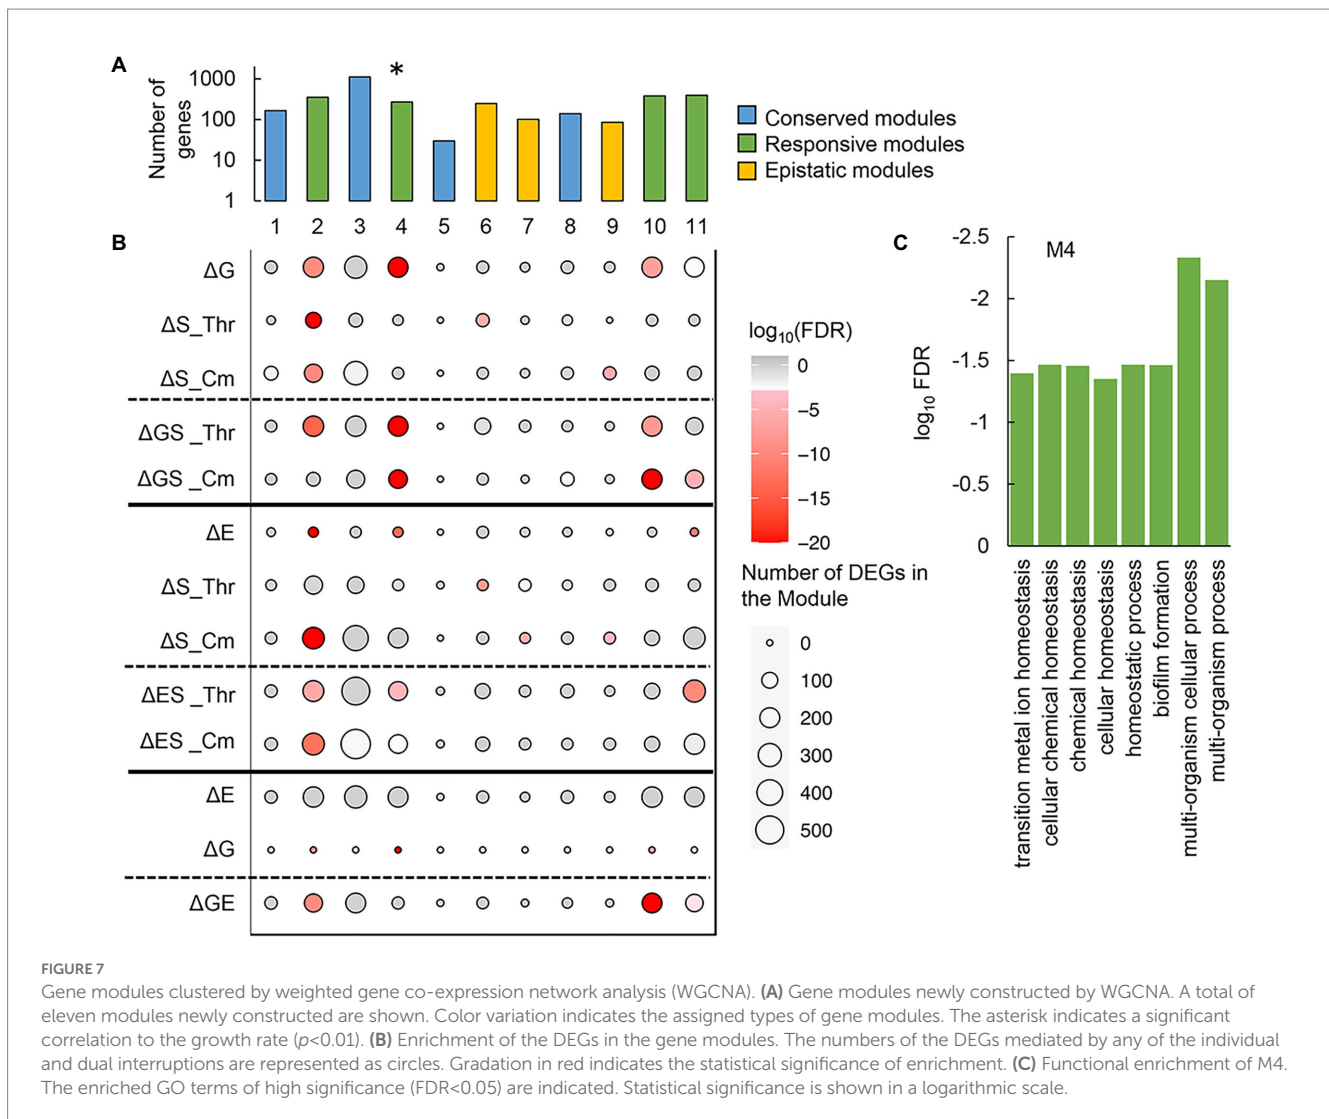 A
Number of
genes
1000
100
10
1
*
Conserved modules
Responsive modules
Epistatic modules
1 2 3 4 5 6 7 8 9 10 11
B
ΔG
ΔS_Thr
ΔS_Cm
ΔGS _Thr
ΔGS _Cm
ΔE
ΔS_Thr
ΔS_Cm
ΔES _Thr
ΔES _Cm
ΔE
ΔG
ΔGE
log10(FDR)
0
−5
−10
−15
−20
Number of DEGs in
the Module
0
100
200
300
400
500
C
M4
log10 FDR
-2.5
-2
-1.5
-1
-0.5
0
transition metal ion homeostasis
cellular chemical homeostasis
chemical homeostasis
cellular homeostasis
homeostatic process
biofilm formation
multi-organism cellular process
multi-organism process
FIGURE 7
Gene modules clustered by weighted gene co-expression network analysis (WGCNA). (A) Gene modules newly constructed by WGCNA. A total of
eleven modules newly constructed are shown. Color variation indicates the assigned types of gene modules. The asterisk indicates a significant
correlation to the growth rate (p<0.01). (B) Enrichment of the DEGs in the gene modules. The numbers of the DEGs mediated by any of the individual
and dual interruptions are represented as circles. Gradation in red indicates the statistical significance of enrichment. (C) Functional enrichment of M4.
The enriched GO terms of high significance (FDR<0.05) are indicated. Statistical significance is shown in a logarithmic scale.